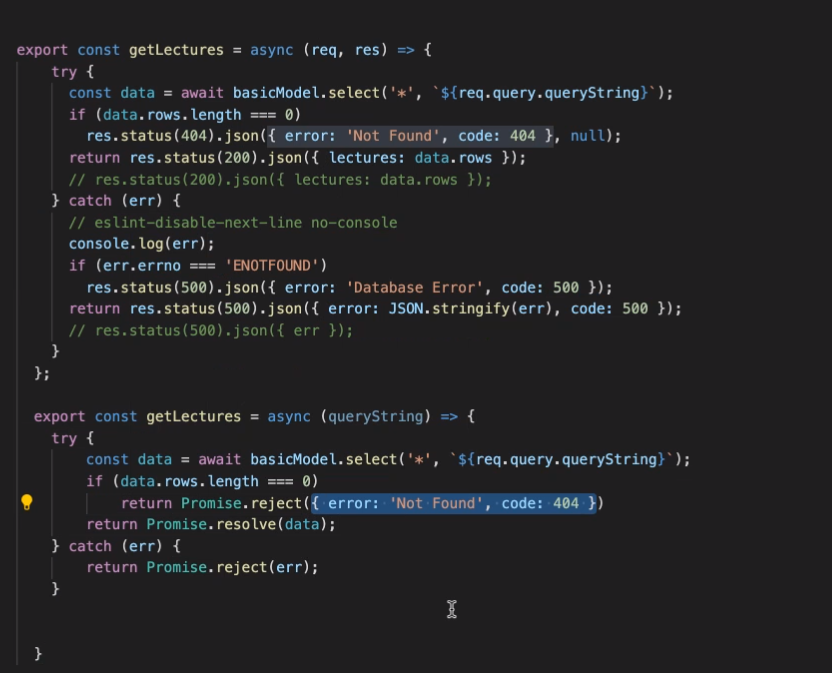 export const getLectures = async (req, res) => {
try {
const data = await basicModel.select('*', `${req.query.queryString}`);
if (data.rows.length === 0)
res.status(404).json({ error: 'Not Found', code: 404 }, null);
return res.status(200).json({ lectures: data.rows });
// res.status(200).json({ lectures: data.rows });
} catch (err) {
// eslint-disable-next-line no-console
console.log(err);
if (err.errno === 'ENOTFOUND')
res.status(500).json({ error: 'Database Error', code: 500 });
return res.status(500).json({ error: JSON.stringify(err), code: 500 });
// res.status(500).json({ err });
}
};
export const getLectures = async (queryString) => {
try {
const data = await basicModel.select('*', `${req.query.queryString}`);
if (data.rows.length === 0)
return Promise.reject({ error: 'Not Found', code: 404 })
return Promise.resolve(data);
} catch (err) {
return Promise.reject(err);
}
}